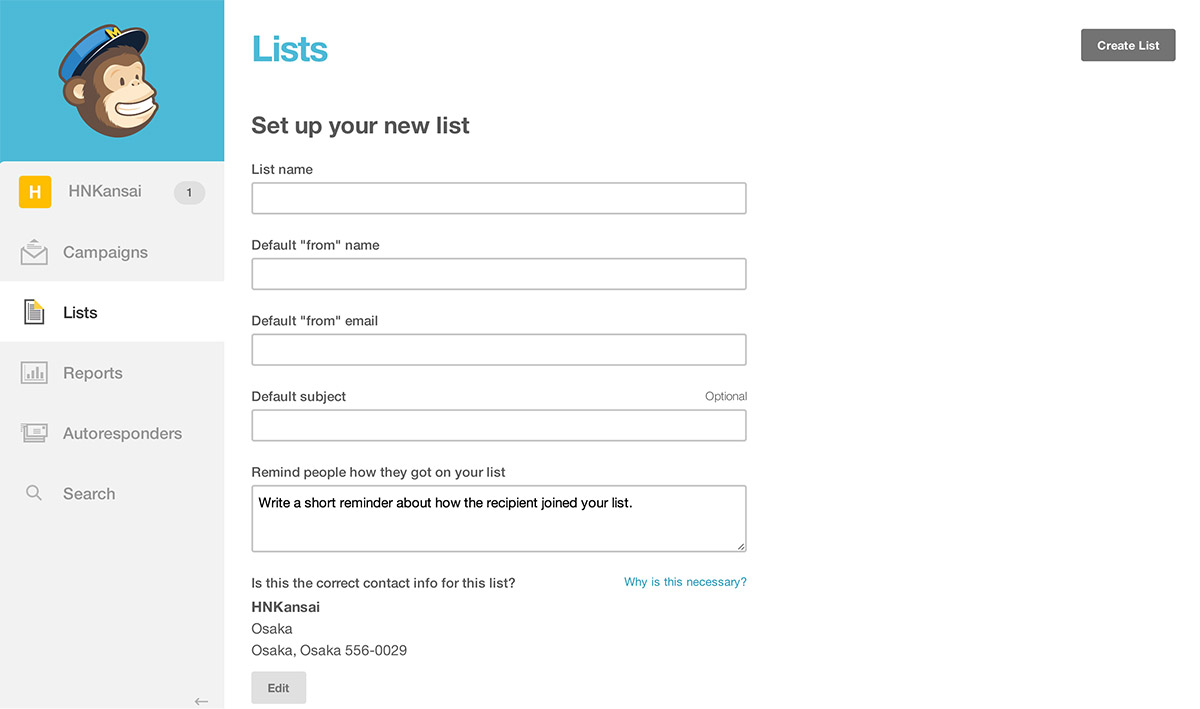 Lists
Create List
H
HNKansai
1
Campaigns
Lists
Reports
Autoresponders
Search
Set up your new list
List name
Default "from" name
Default "from" email
Default subject
Optional
Remind people how they got on your list
Write a short reminder about how the recipient joined your list.
Is this the correct contact info for this list?
Why is this necessary?
HNKansai
Osaka
Osaka, Osaka 556-0029
Edit